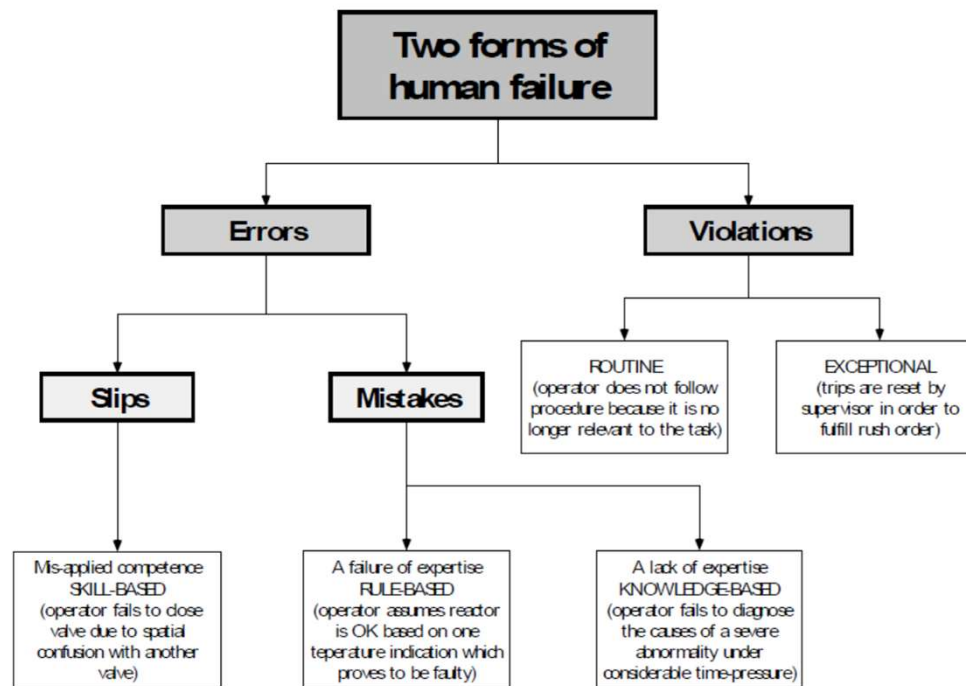 Two forms of
human failure
Errors
Violations
Slips
Mistakes
ROUTINE
(operator does not follow
procedure because it is no
longer relevant to the task)
EXCEPTIONAL
(trips are reset by
supervisor in order to
fulfill rush order)
Mis-applied competence
SKILL-BASED
(operator fails to close
valve due to spatial
confusion with another
valve)
A failure of expertise
RULE-BASED
(operator assumes reactor
is OK based on one
teperature indication which
proves to be faulty)
A lack of expertise
KNOWLEDGE-BASED
(operator fails to diagnose
the causes of a severe
abnormality under
considerable time-pressure)